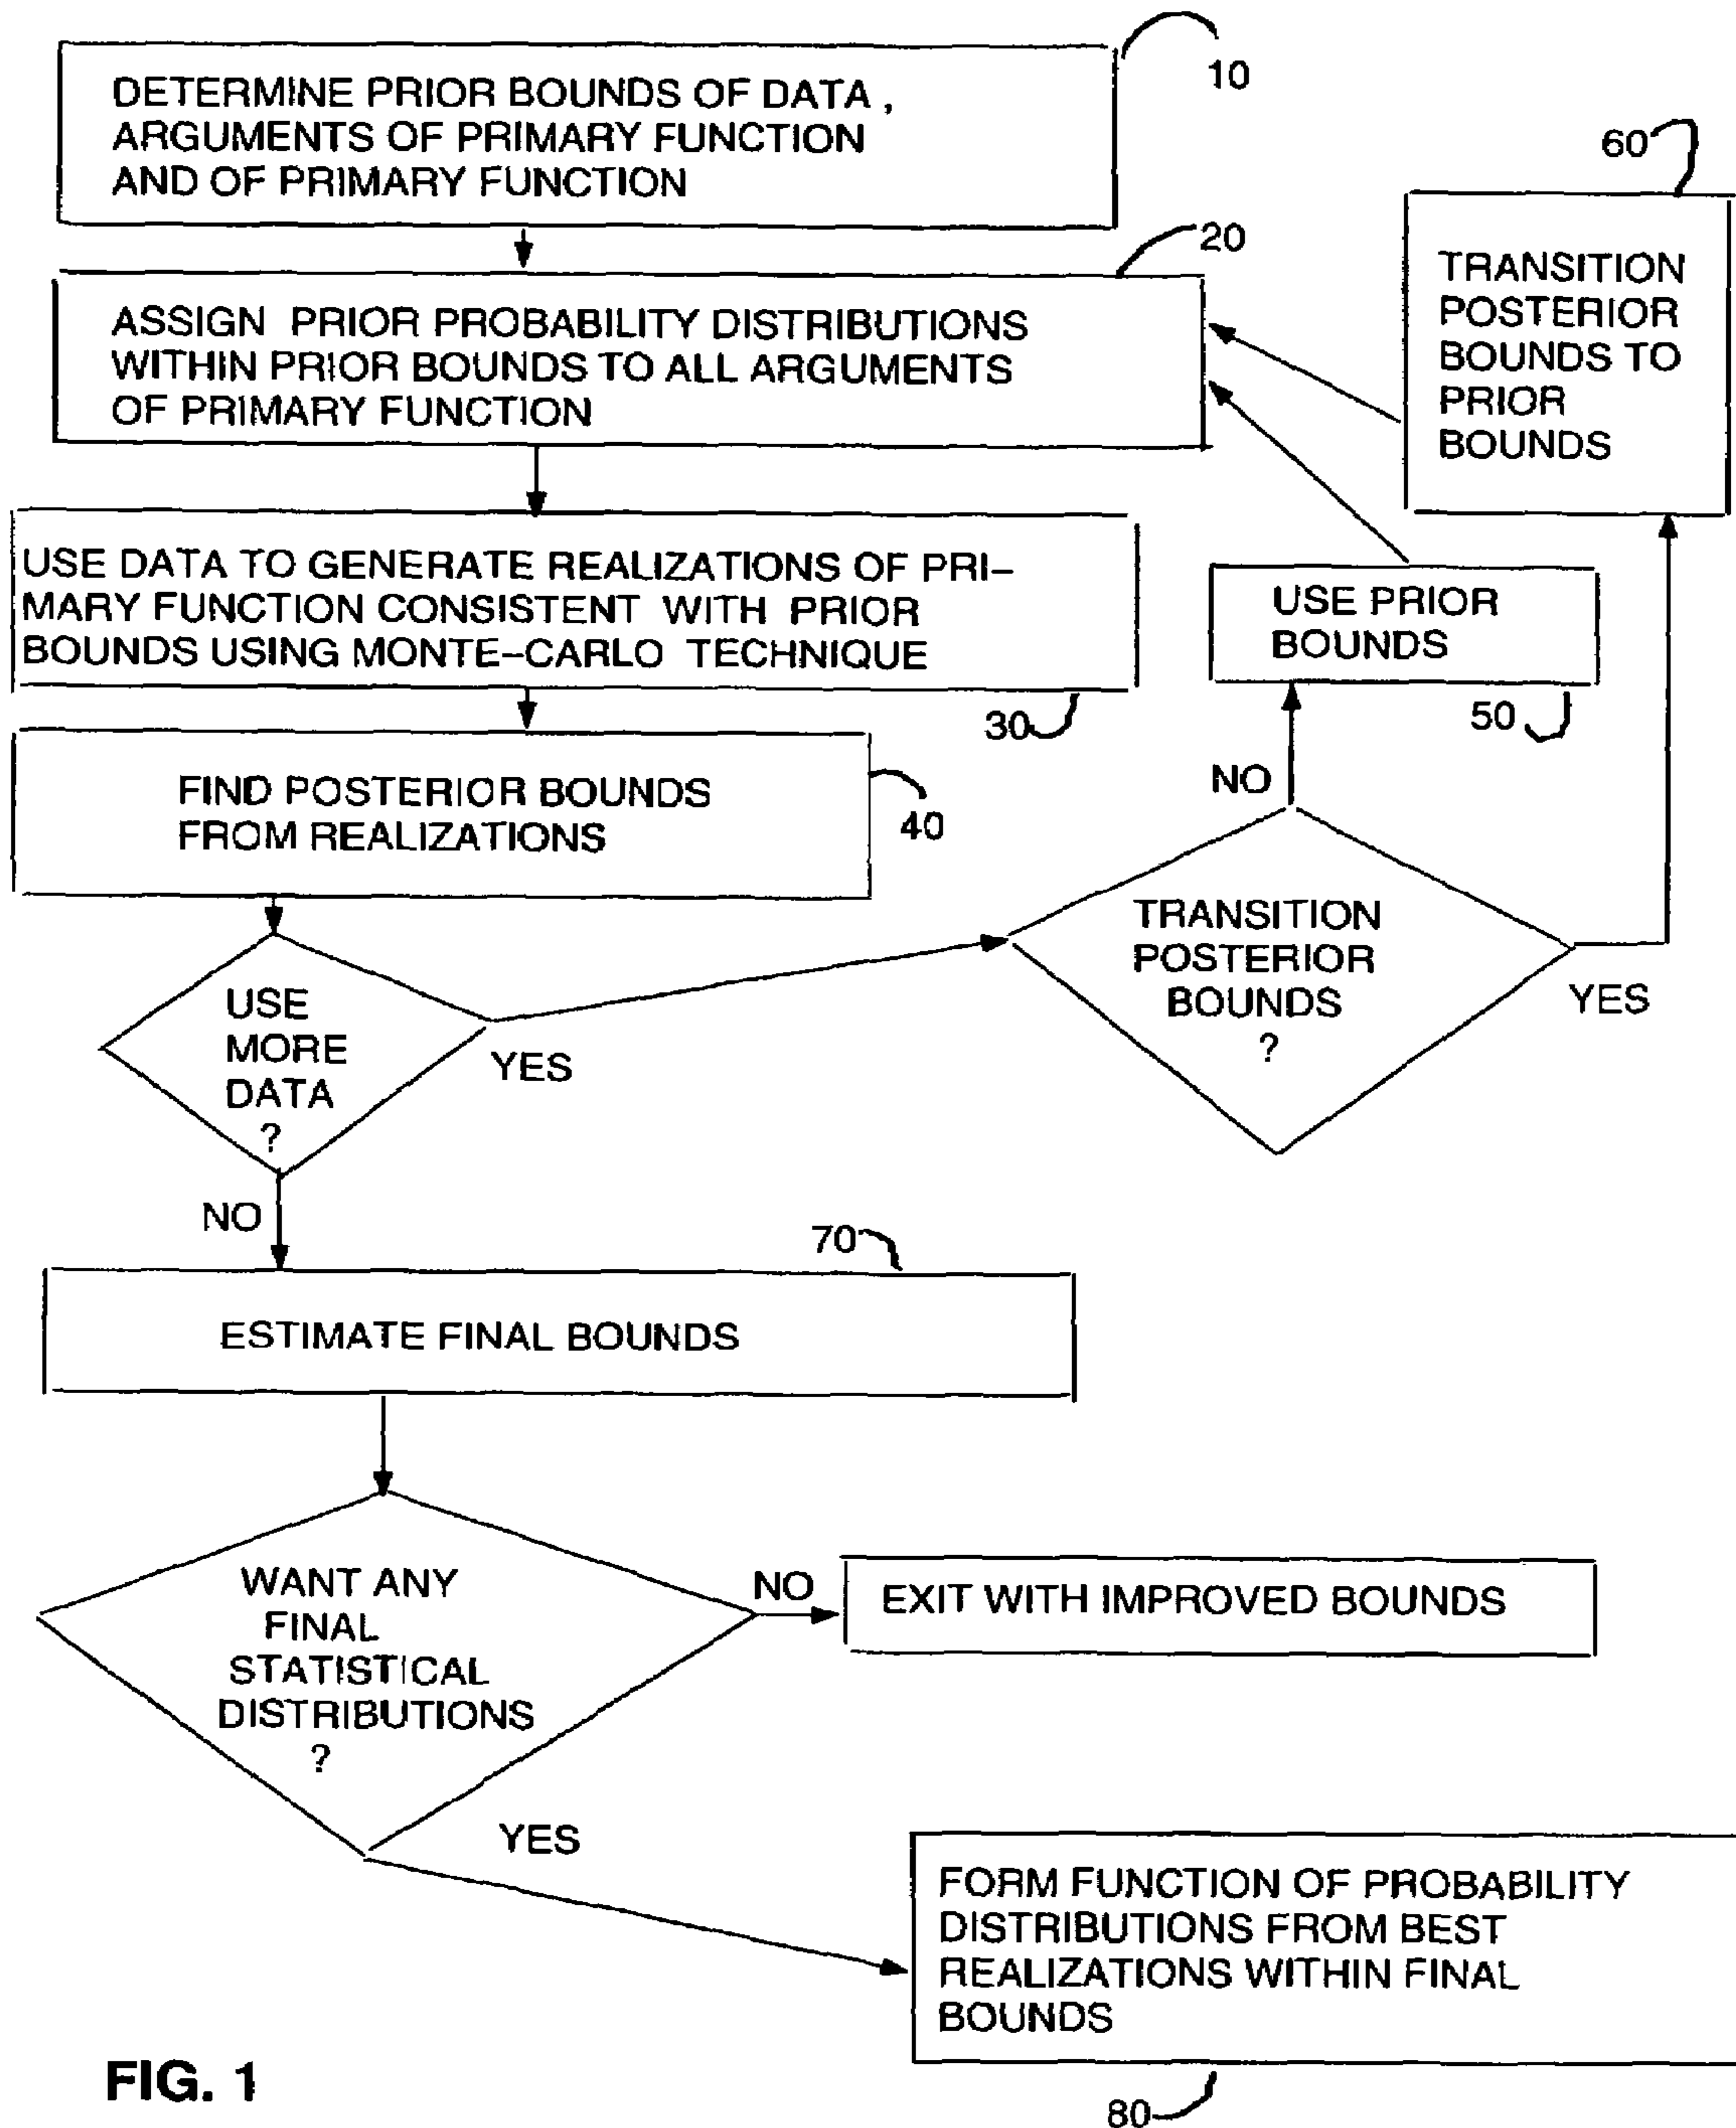 10
DETERMINE PRIOR BOUNDS OF DATA ,
ARGUMENTS OF PRIMARY FUNCTION
AND OF PRIMARY FUNCTION
20
ASSIGN PRIOR PROBABILITY DISTRIBUTIONS
WITHIN PRIOR BOUNDS TO ALL ARGUMENTS
OF PRIMARY FUNCTION
60
TRANSITION
POSTERIOR
BOUNDS TO
PRIOR
BOUNDS
USE DATA TO GENERATE REALIZATIONS OF PRI-
MARY FUNCTION CONSISTENT WITH PRIOR
BOUNDS USING MONTE-CARLO TECHNIQUE
30
USE PRIOR
BOUNDS
50
FIND POSTERIOR BOUNDS
FROM REALIZATIONS
40
NO
TRANSITION
POSTERIOR
BOUNDS
?
YES
USE
MORE
DATA
?
YES
NO
70
ESTIMATE FINAL BOUNDS
WANT ANY
FINAL
STATISTICAL
DISTRIBUTIONS
?
NO
EXIT WITH IMPROVED BOUNDS
YES
FORM FUNCTION OF PROBABILITY
DISTRIBUTIONS FROM BEST
REALIZATIONS WITHIN FINAL
BOUNDS
80
FIG. 1